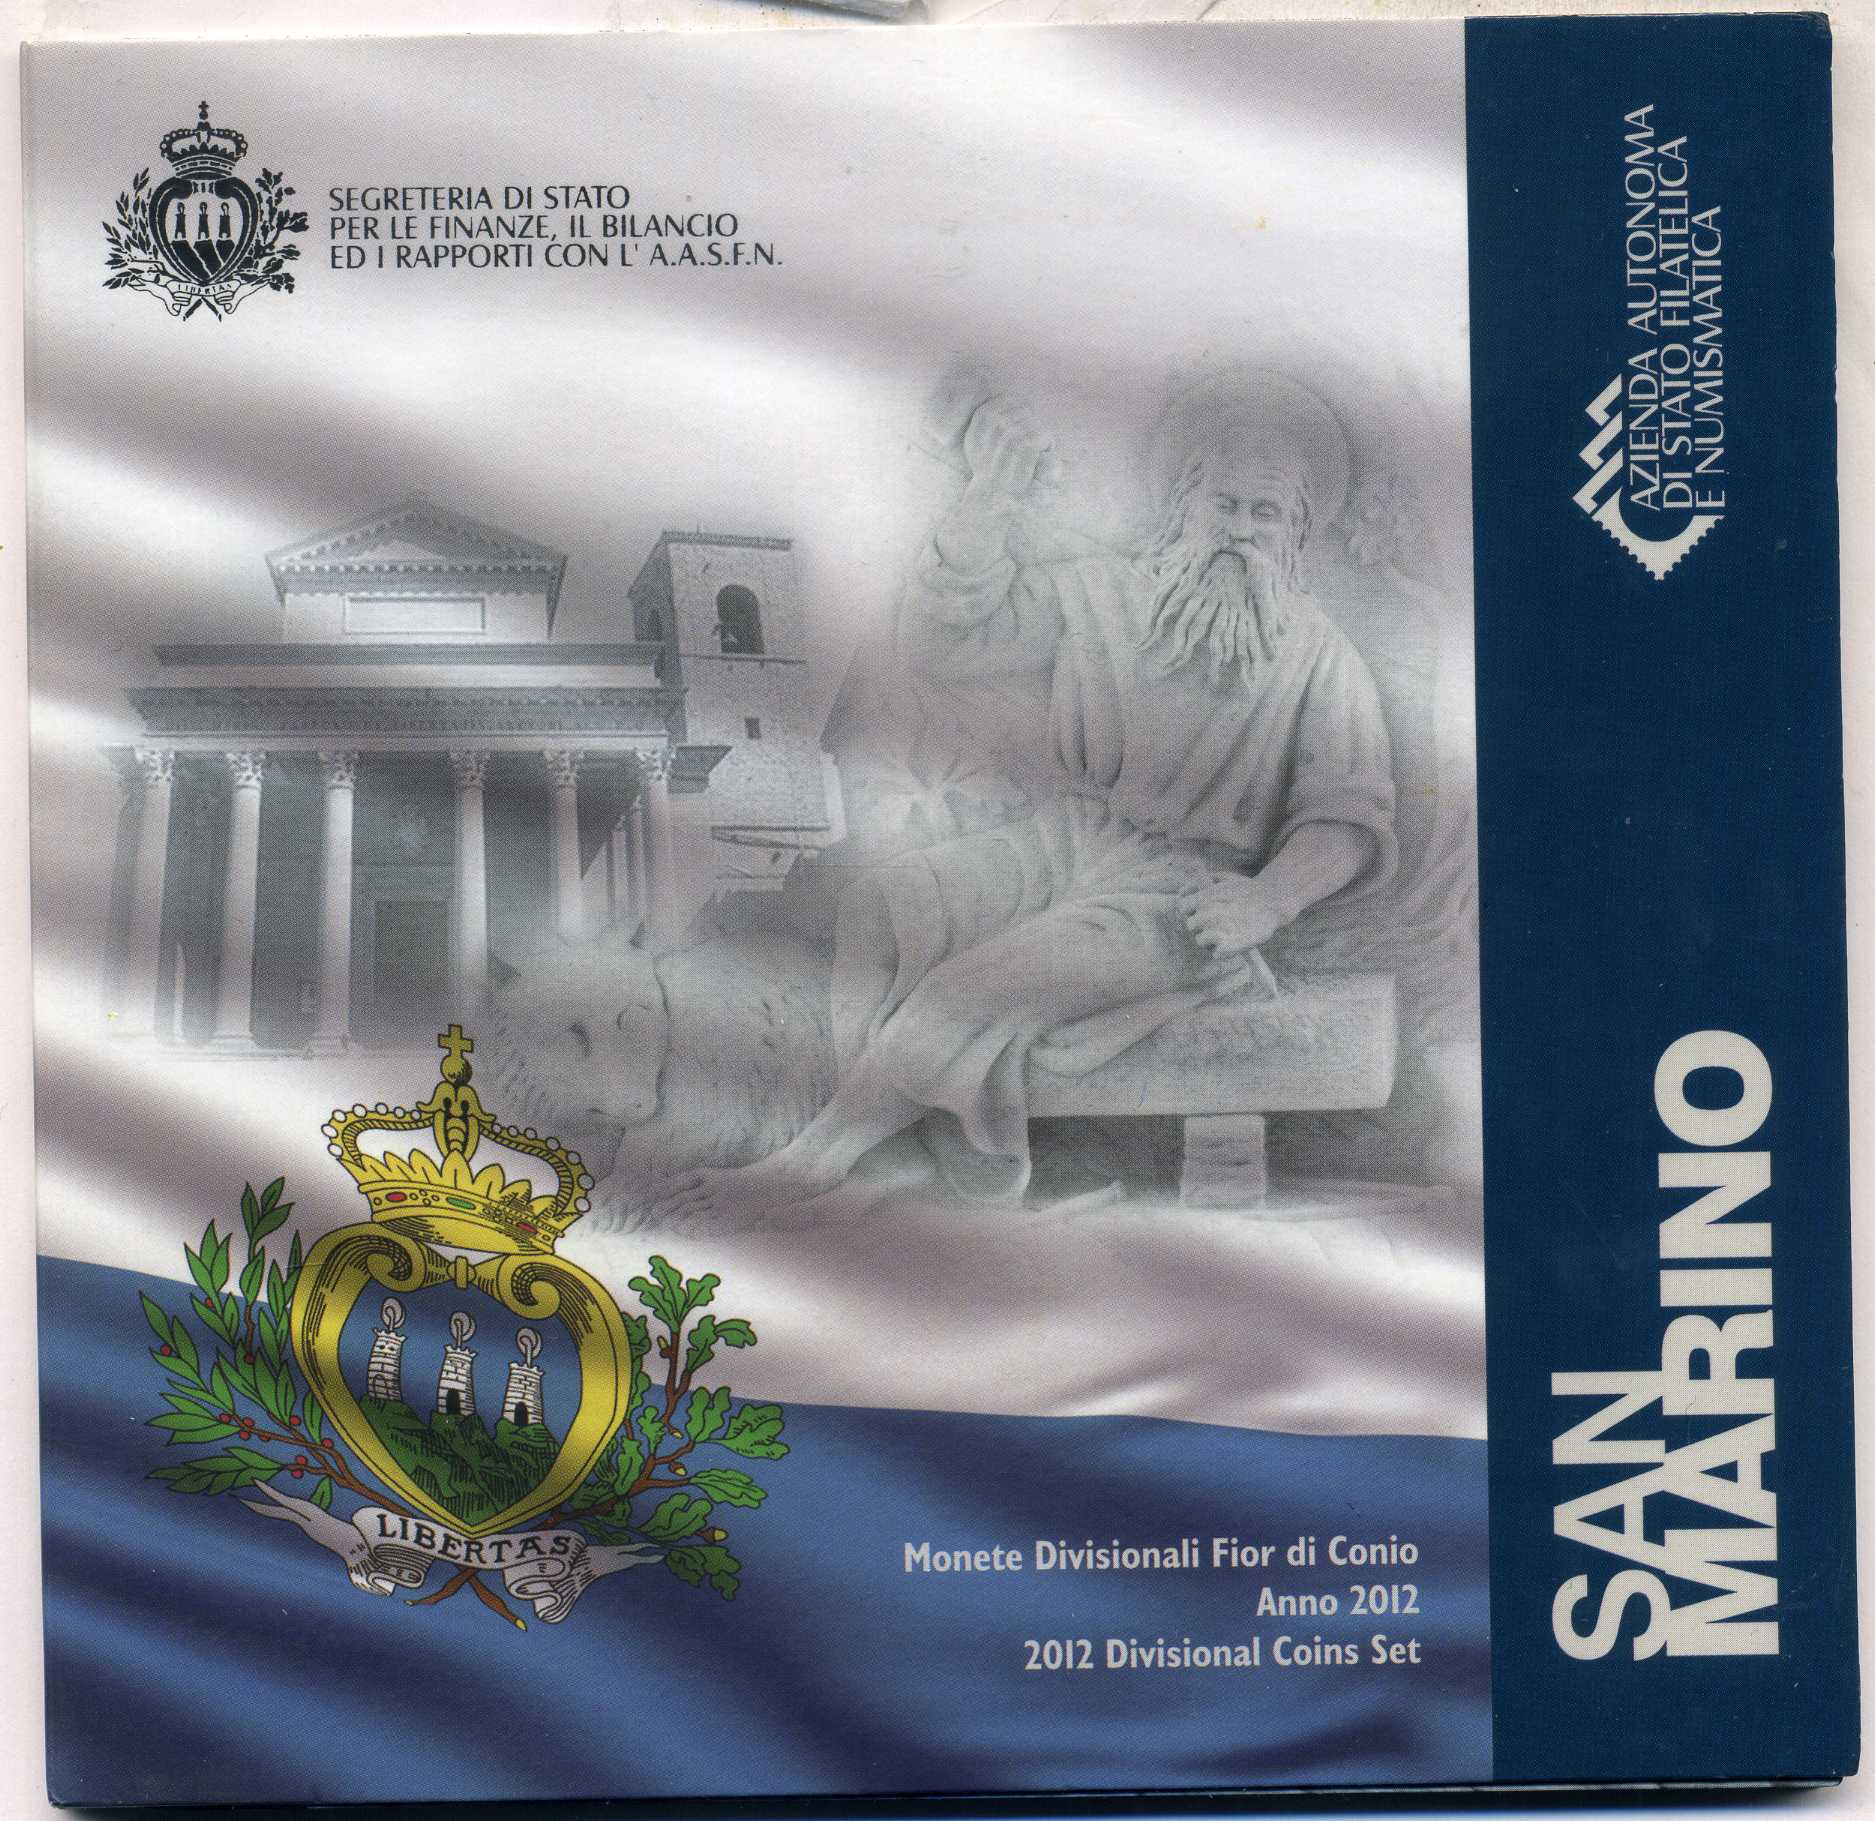 SEGRETERIA DI STATO
PER LE FINANZE, IL BILANCIO
ED I RAPPORTI CON L' A.A.S.F.N.
LIBERTAS
LIBERTAS
Monete Divisionali Fior di Conio
Anno 2012
2012 Divisional Coins Set
AZIENDA AUTONOMA
DI STATO FILATELICA
E NUMISMATICA
SAN
MARINO